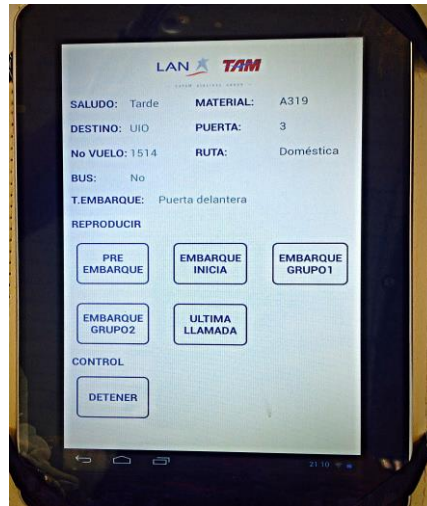 LAN TAM
SALUDO: Tarde MATERIAL: A319
DESTINO: UIO PUERTA: 3
No VUELO: 1514 RUTA: Doméstica
BUS: No
T.EMBARQUE: Puerta delantera
REPRODUCIR
PRE EMBARQUE
EMBARQUE INICIA
EMBARQUE GRUPO1
EMBARQUE GRUPO2
ULTIMA LLAMADA
CONTROL
DETENER
21:10